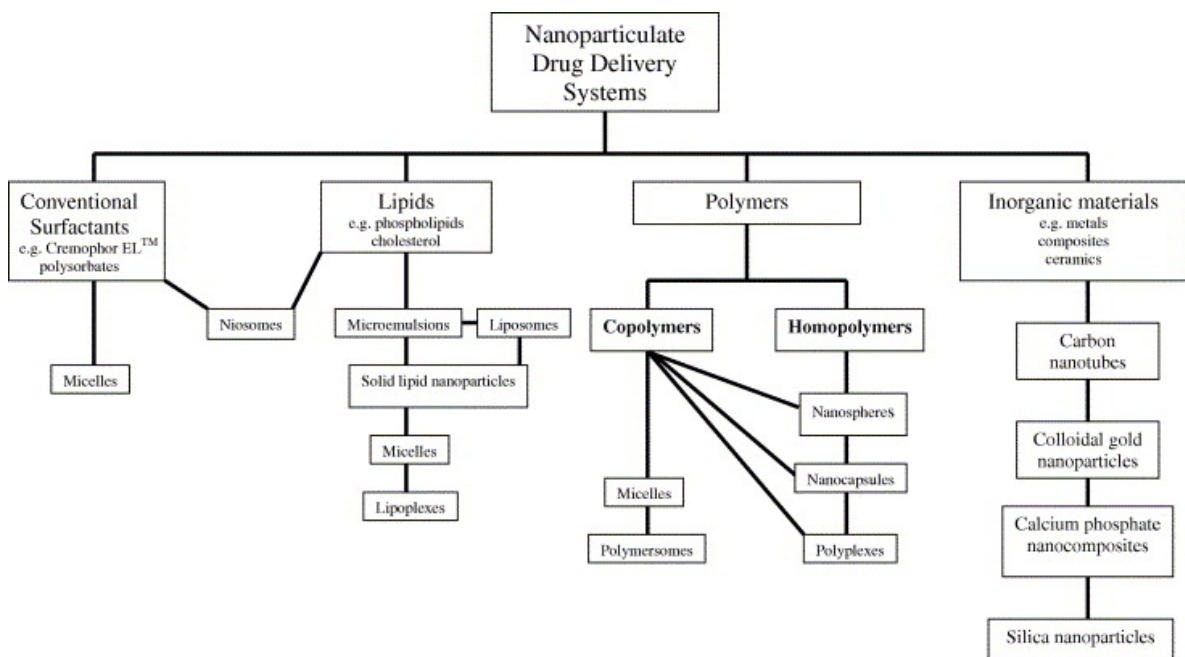 Nanoparticulate
Drug Delivery
Systems
Conventional
Surfactants
e.g. Cremophor EL™
polysorbates
Lipids
e.g. phospholipids
cholesterol
Polymers
Inorganic materials
e.g. metals
composites
ceramics
Niosomes
Microemulsions
Liposomes
Copolymers
Homopolymers
Carbon
nanotubes
Micelles
Solid lipid nanoparticles
Nanospheres
Colloidal gold
nanoparticles
Micelles
Nanocapsules
Micelles
Lipoplexes
Calcium phosphate
nanocomposites
Polymersomes
Polyplexes
Silica nanoparticles